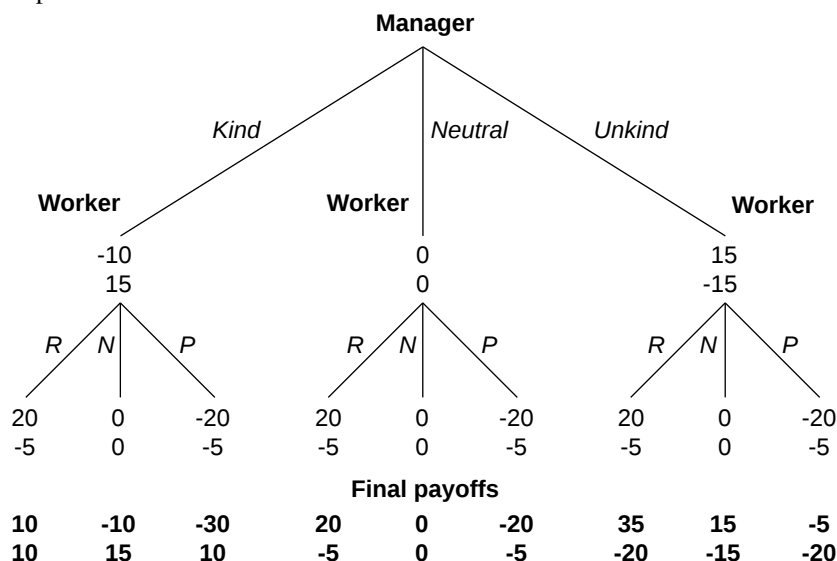 Manager
Kind Neutral Unkind
Worker Worker Worker
-10 0 15
15 0 -15
R N P R N P R N P
20 0 -20 20 0 -20 20 0 -20
-5 0 -5 -5 0 -5 -5 0 -5
Final payoffs
10 -10 -30 20 0 -20 35 15 -5
10 15 10 -5 0 -5 -20 -15 -20